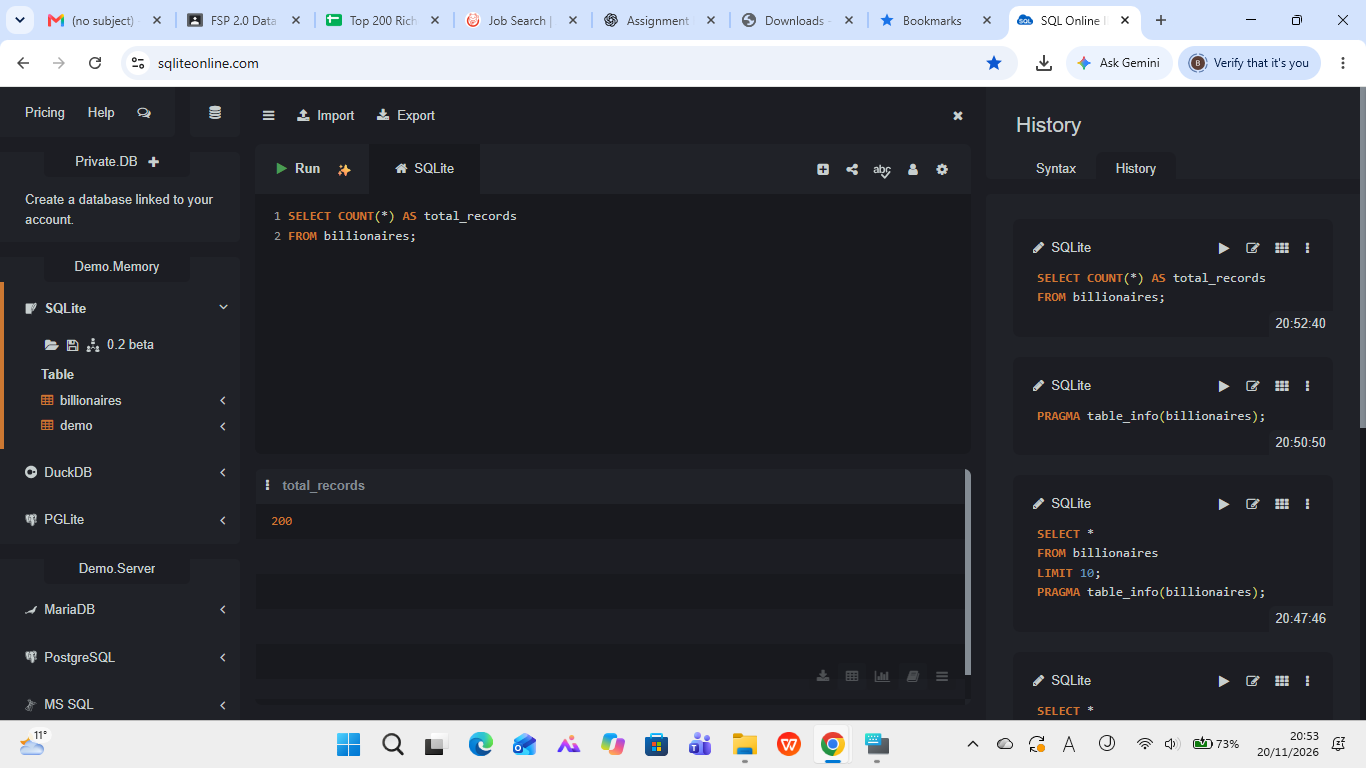 (no subject)
FSP 2.0 Data
Top 200 Rich
Job Search |
Assignment
Downloads -
Bookmarks
SQL Online I
sqliteonline.com
Ask Gemini
B
Verify that it's you
Pricing
Help
Import
Export
Private.DB
Create a database linked to your
account.
Demo.Memory
SQLite
0.2 beta
Table
billionaires
demo
DuckDB
PGLite
Demo.Server
MariaDB
PostgreSQL
MS SQL
Run
SQLite
abc
1 SELECT COUNT(*) AS total_records
2 FROM billionaires;
total_records
200
History
Syntax
History
SQLite
SELECT COUNT(*) AS total_records
FROM billionaires;
20:52:40
SQLite
PRAGMA table_info(billionaires);
20:50:50
SQLite
SELECT *
FROM billionaires
LIMIT 10;
PRAGMA table_info(billionaires);
20:47:46
SQLite
SELECT *
11°
73%
20:53
20/11/2026